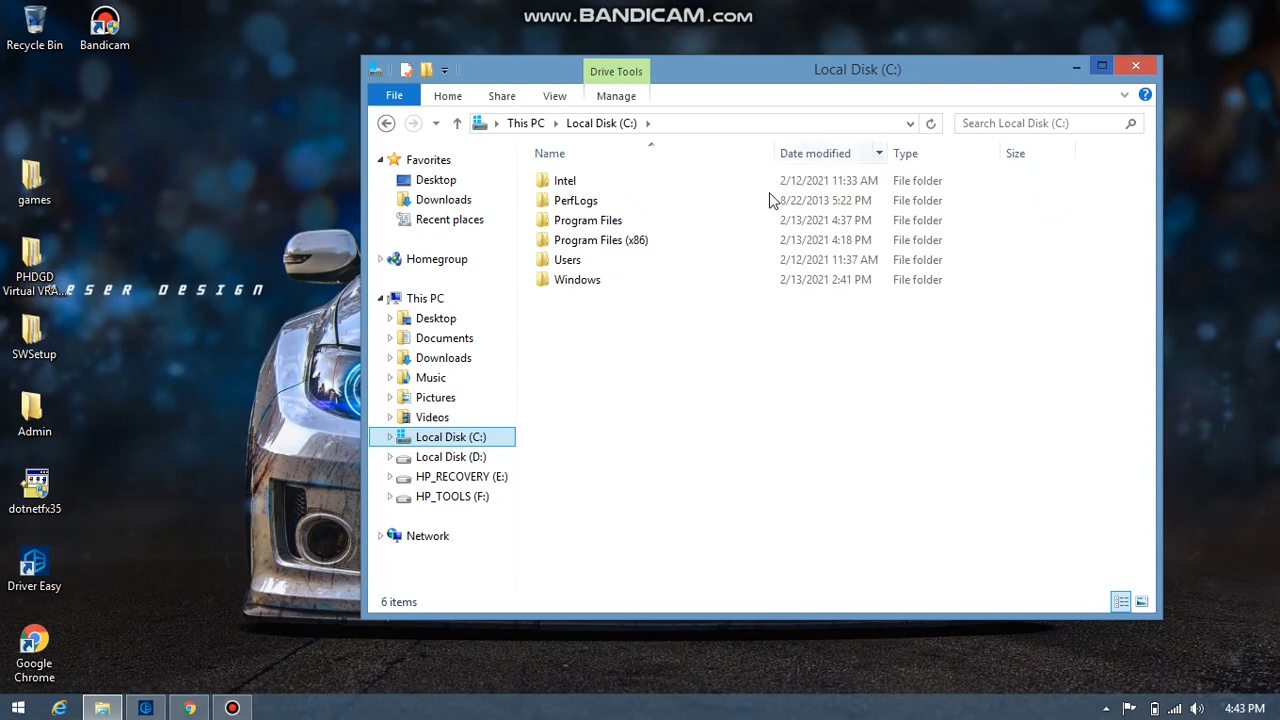 www.BANDICAM.com
Recycle Bin
Bandicam
games
PHDGD
Virtual VRA...
ESER DESIGN
SWSetup
Admin
dotnetfx35
Driver Easy
Google
Chrome
Drive Tools
Local Disk (C:)
File
Home
Share
View
Manage
This PC
Local Disk (C:)
Search Local Disk (C:)
Name
Date modified
Type
Size
Intel
2/12/2021 11:33 AM
File folder
PerfLogs
8/22/2013 5:22 PM
File folder
Program Files
2/13/2021 4:37 PM
File folder
Program Files (x86)
2/13/2021 4:18 PM
File folder
Users
2/12/2021 11:37 AM
File folder
Windows
2/13/2021 2:41 PM
File folder
Favorites
Desktop
Downloads
Recent places
Homegroup
This PC
Desktop
Documents
Downloads
Music
Pictures
Videos
Local Disk (C:)
Local Disk (D:)
HP_RECOVERY (E:)
HP_TOOLS (F:)
Network
6 items
4:43 PM